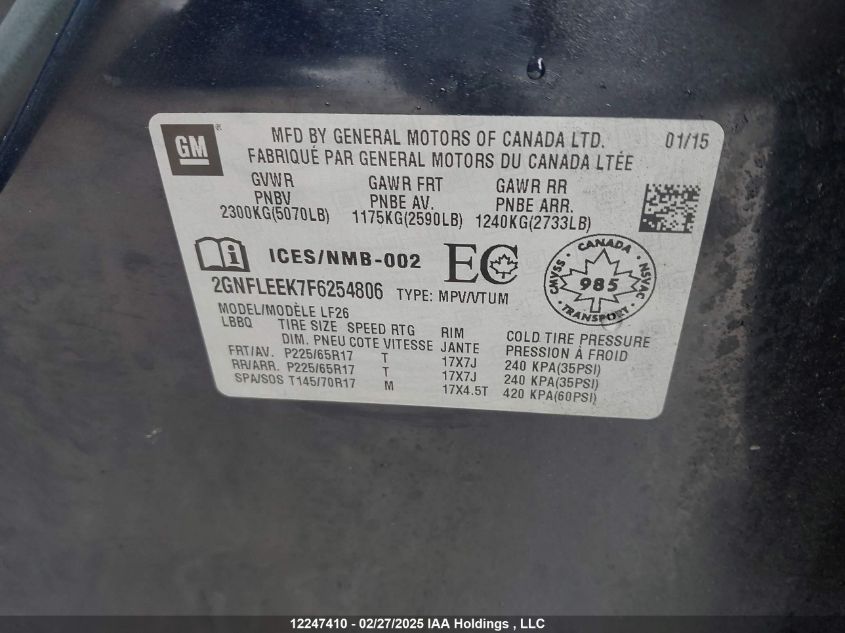 GM
MFD BY GENERAL MOTORS OF CANADA LTD. 01/15
FABRIQUÉ PAR GENERAL MOTORS DU CANADA LTÉE
GVWR GAWR FRT GAWR RR
PNBV PNBE AV. PNBE ARR.
2300KG(5070LB) 1175KG(2590LB) 1240KG(2733LB)
ICES/NMB-002 EC
CANADA
CMVSS 985 NSVAC
TRANSPORT
2GNFLEEK7F6254806 TYPE: MPV/VTUM
MODEL/MODÈLE LF26
LBBQ TIRE SIZE SPEED RTG RIM COLD TIRE PRESSURE
DIM. PNEU COTE VITESSE JANTE PRESSION À FROID
FRT/AV. P225/65R17 T 17X7J 240 KPA(35PSI)
RR/ARR. P225/65R17 T 17X7J 240 KPA(35PSI)
SPA/SOS T145/70R17 M 17X4.5T 420 KPA(60PSI)
12247410 - 02/27/2025 IAA Holdings , LLC